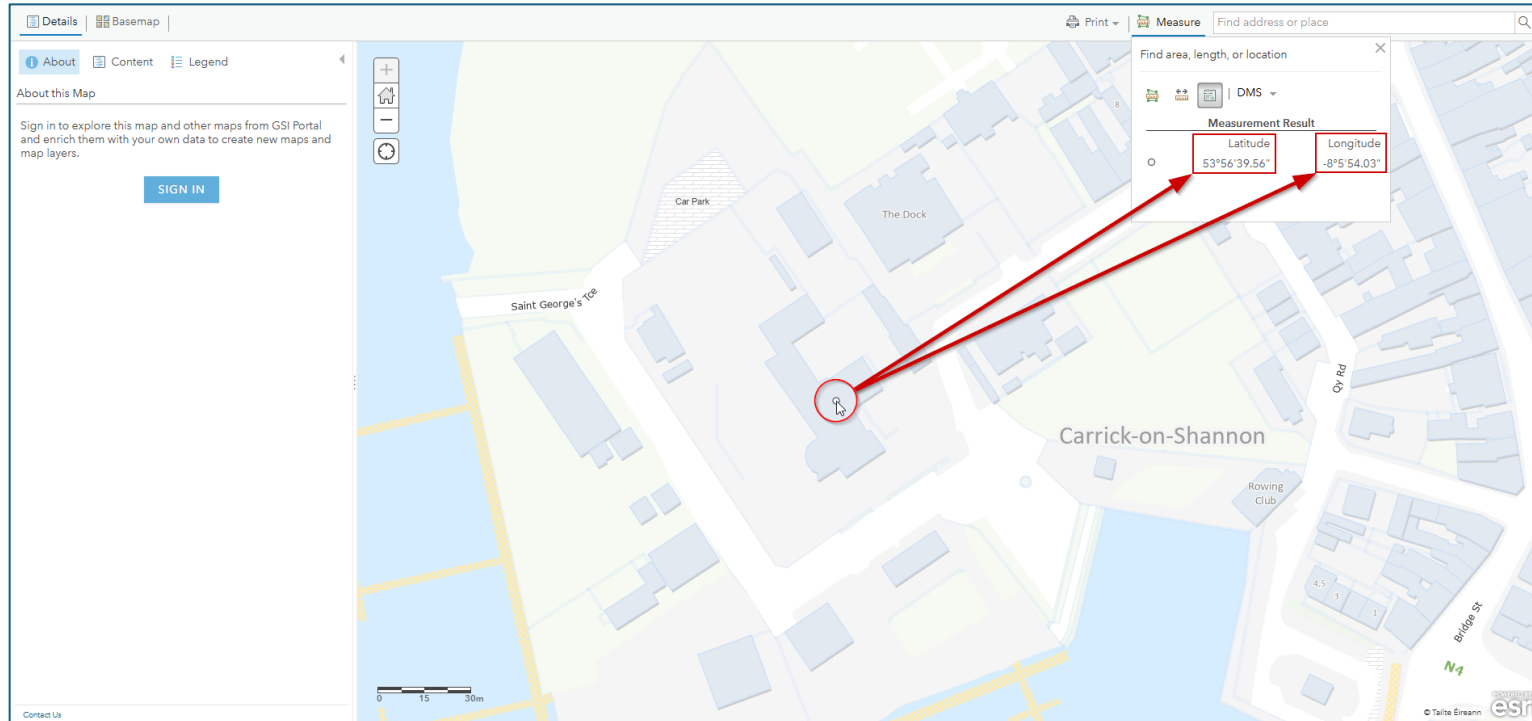 Details
Basemap
Print
Measure
Find address or place
About
Content
Legend
About this Map
Sign in to explore this map and other maps from GSI Portal
and enrich them with your own data to create new maps and
map layers.
SIGN IN
Contact Us
Find area, length, or location
DMS
Measurement Result
Latitude
Longitude
53°56'39.56"
-8°5'54.03"
8
Car Park
The Dock
Saint George's Tce
Qy Rd
Carrick-on-Shannon
Rowing
Club
4,5
3
1
Bridge St
N4
0 15 30m
© Tailte Éireann
POWERED BY
esri